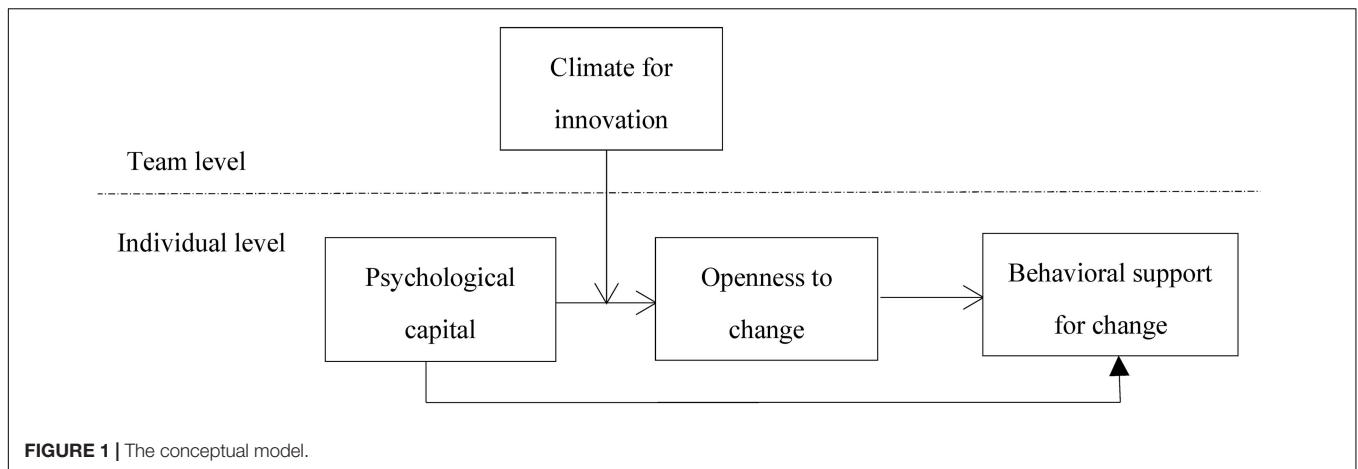 Climate for
innovation
Team level
Individual level
Psychological
capital
Openness to
change
Behavioral support
for change
FIGURE 1 | The conceptual model.